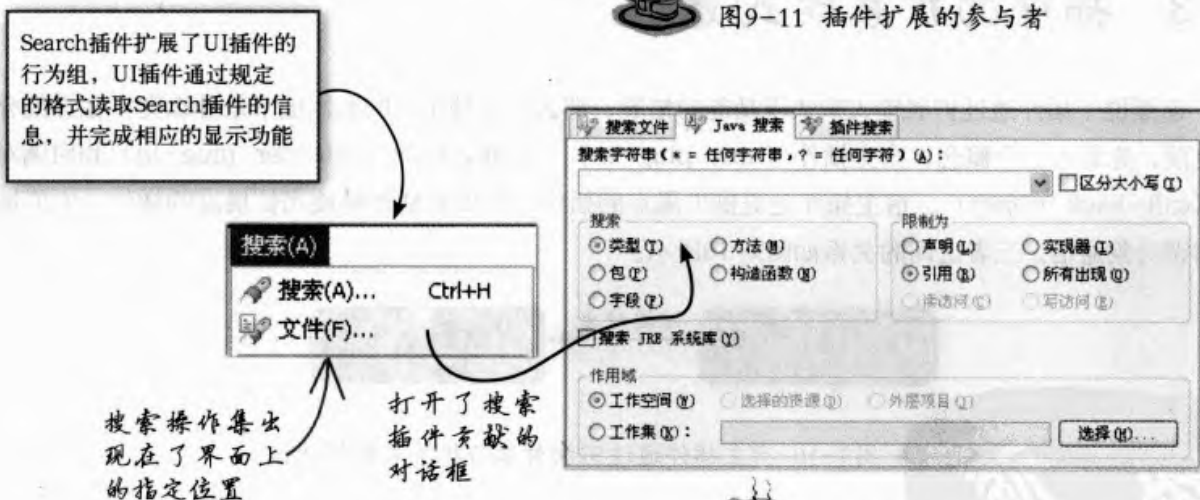 图9-11 插件扩展的参与者
Search插件扩展了UI插件的
行为组，UI插件通过规定
的格式读取Search插件的信
息，并完成相应的显示功能
搜索(A)
搜索(A)... Ctrl+H
文件(F)...
搜索操作集出
现在了界面上
的指定位置
打开了搜索
插件贡献的
对话框
搜索文件 Java 搜索 插件搜索
搜索字符串(* = 任何字符串，? = 任何字符)(A)：
区分大小写(I)
搜索
类型(T) 方法(M)
包(P) 构造函数(N)
字段(F)
限制为
声明(L) 实现器(I)
引用(R) 所有出现(O)
读访问 写访问
搜索 JRE 系统库(Y)
作用域
工作空间(W) 选择的资源(D) 外层项目(J)
工作集(K)： 选择(H)...